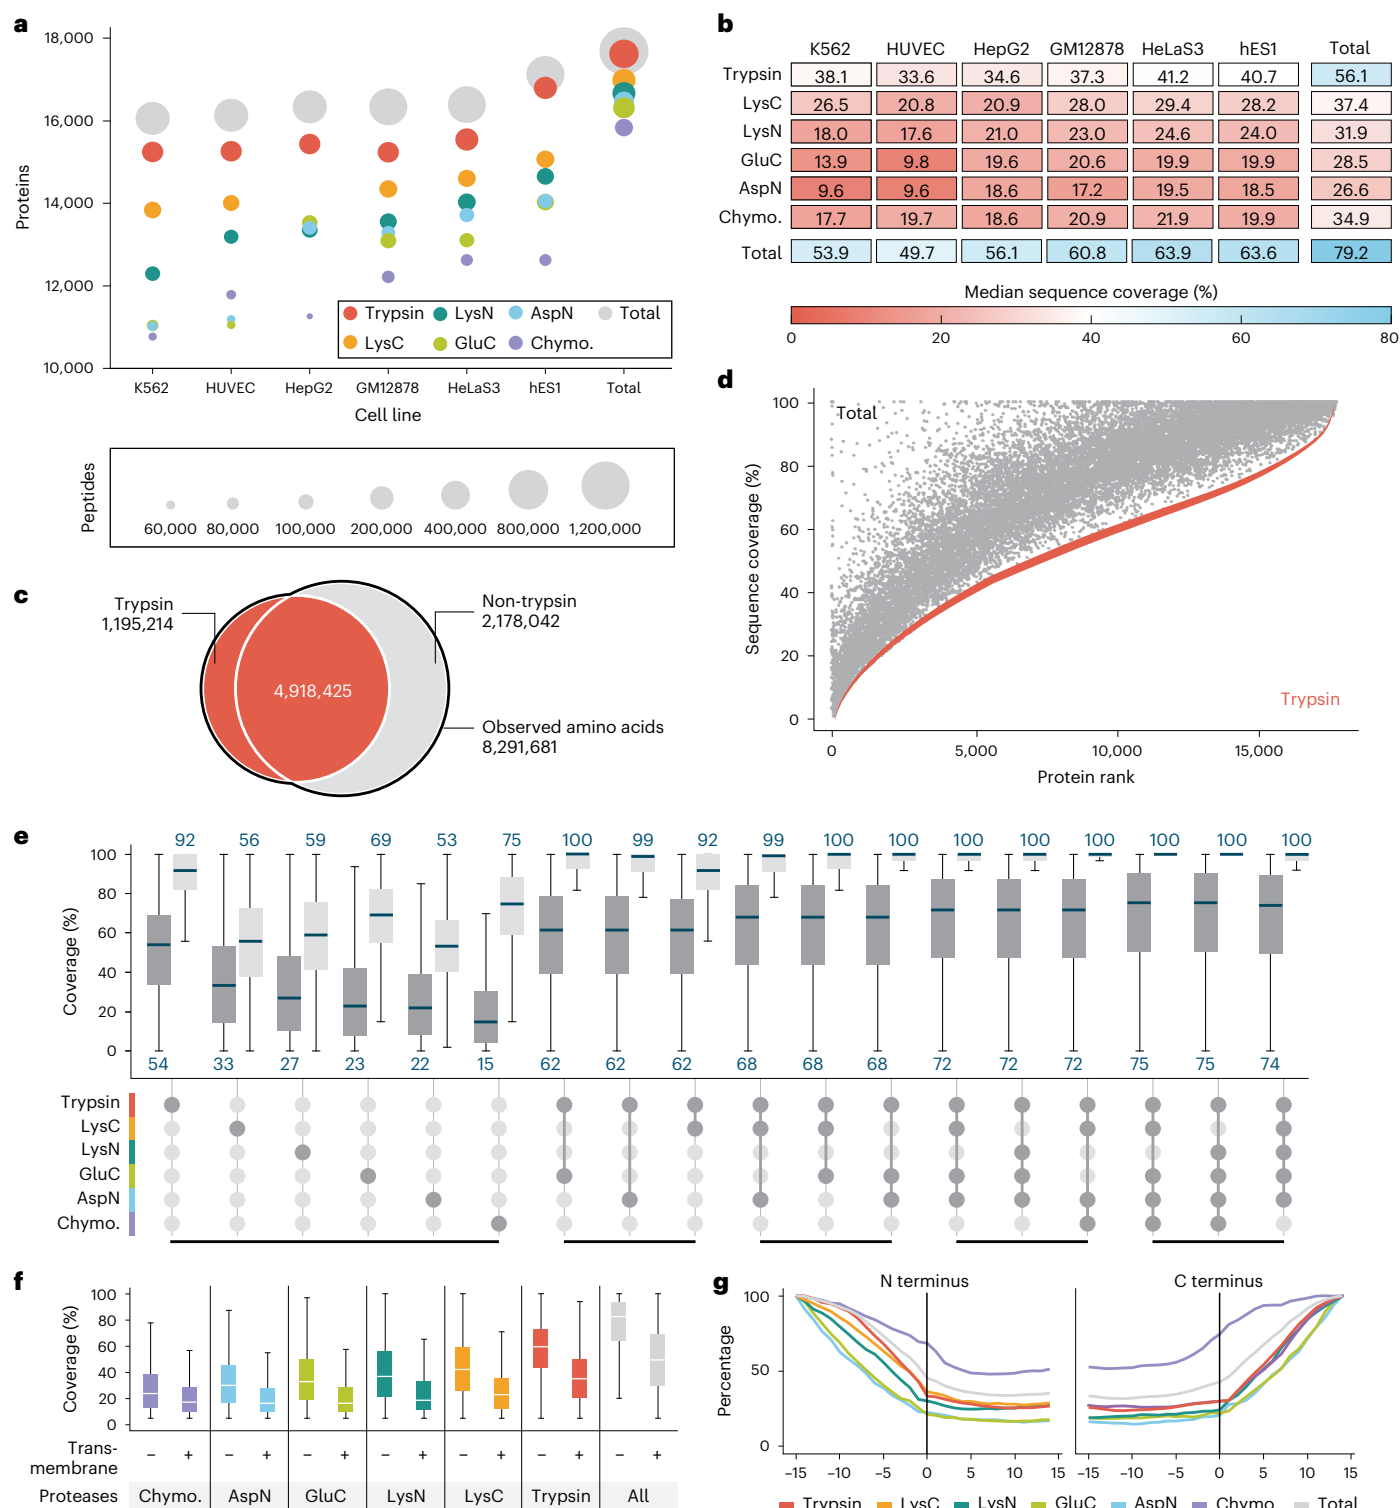 a
18,000
16,000
14,000
12,000
10,000
Proteins
K562 HUVEC HepG2 GM12878 HeLaS3 hES1 Total
Cell line
Trypsin LysN AspN Total
LysC GluC Chymo.
Peptides
60,000 80,000 100,000 200,000 400,000 800,000 1,200,000
b
K562 HUVEC HepG2 GM12878 HeLaS3 hES1 Total
Trypsin 38.1 33.6 34.6 37.3 41.2 40.7 56.1
LysC 26.5 20.8 20.9 28.0 29.4 28.2 37.4
LysN 18.0 17.6 21.0 23.0 24.6 24.0 31.9
GluC 13.9 9.8 19.6 20.6 19.9 19.9 28.5
AspN 9.6 9.6 18.6 17.2 19.5 18.5 26.6
Chymo. 17.7 19.7 18.6 20.9 21.9 19.9 34.9
Total 53.9 49.7 56.1 60.8 63.9 63.6 79.2
Median sequence coverage (%)
0 20 40 60 80
c
Trypsin
1,195,214
4,918,425
Non-trypsin
2,178,042
Observed amino acids
8,291,681
d
100
80
60
40
20
0
Sequence coverage (%)
Total
Trypsin
0 5,000 10,000 15,000
Protein rank
e
92 56 59 69 53 75 100 99 92 99 100 100 100 100 100 100 100 100
100
80
60
40
20
0
Coverage (%)
54 33 27 23 22 15 62 62 62 68 68 68 72 72 72 75 75 74
Trypsin
LysC
LysN
GluC
AspN
Chymo.
f
100
80
60
40
20
0
Coverage (%)
Trans-
membrane
− + − + − + − + − + − + − +
Proteases Chymo. AspN GluC LysN LysC Trypsin All
g
N terminus C terminus
100
50
0
Percentage
−15 −10 −5 0 5 10 15 −15 −10 −5 0 5 10 15
Trypsin LysC LysN GluC AspN Chymo. Total